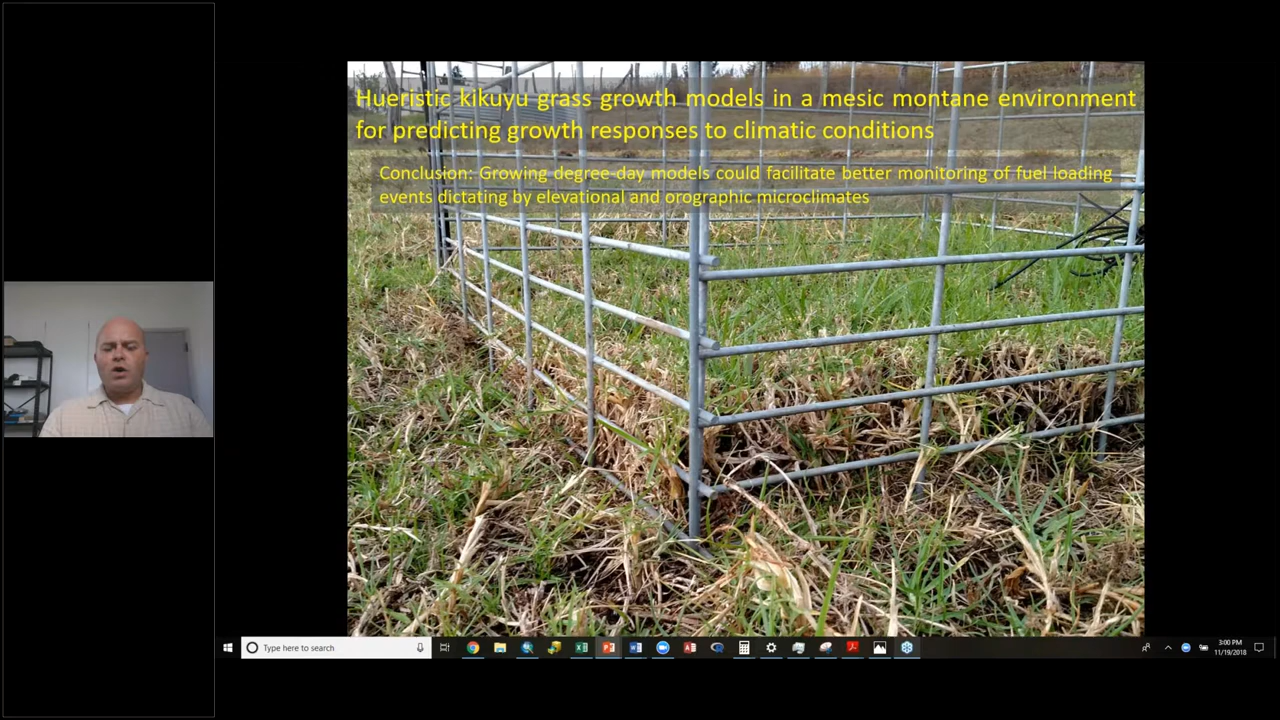 Hueristic kikuyu grass growth models in a mesic montane environment
for predicting growth responses to climatic conditions
Conclusion: Growing degree-day models could facilitate better monitoring of fuel loading
events dictating by elevational and orographic microclimates
Type here to search
3:00 PM
11/19/2018